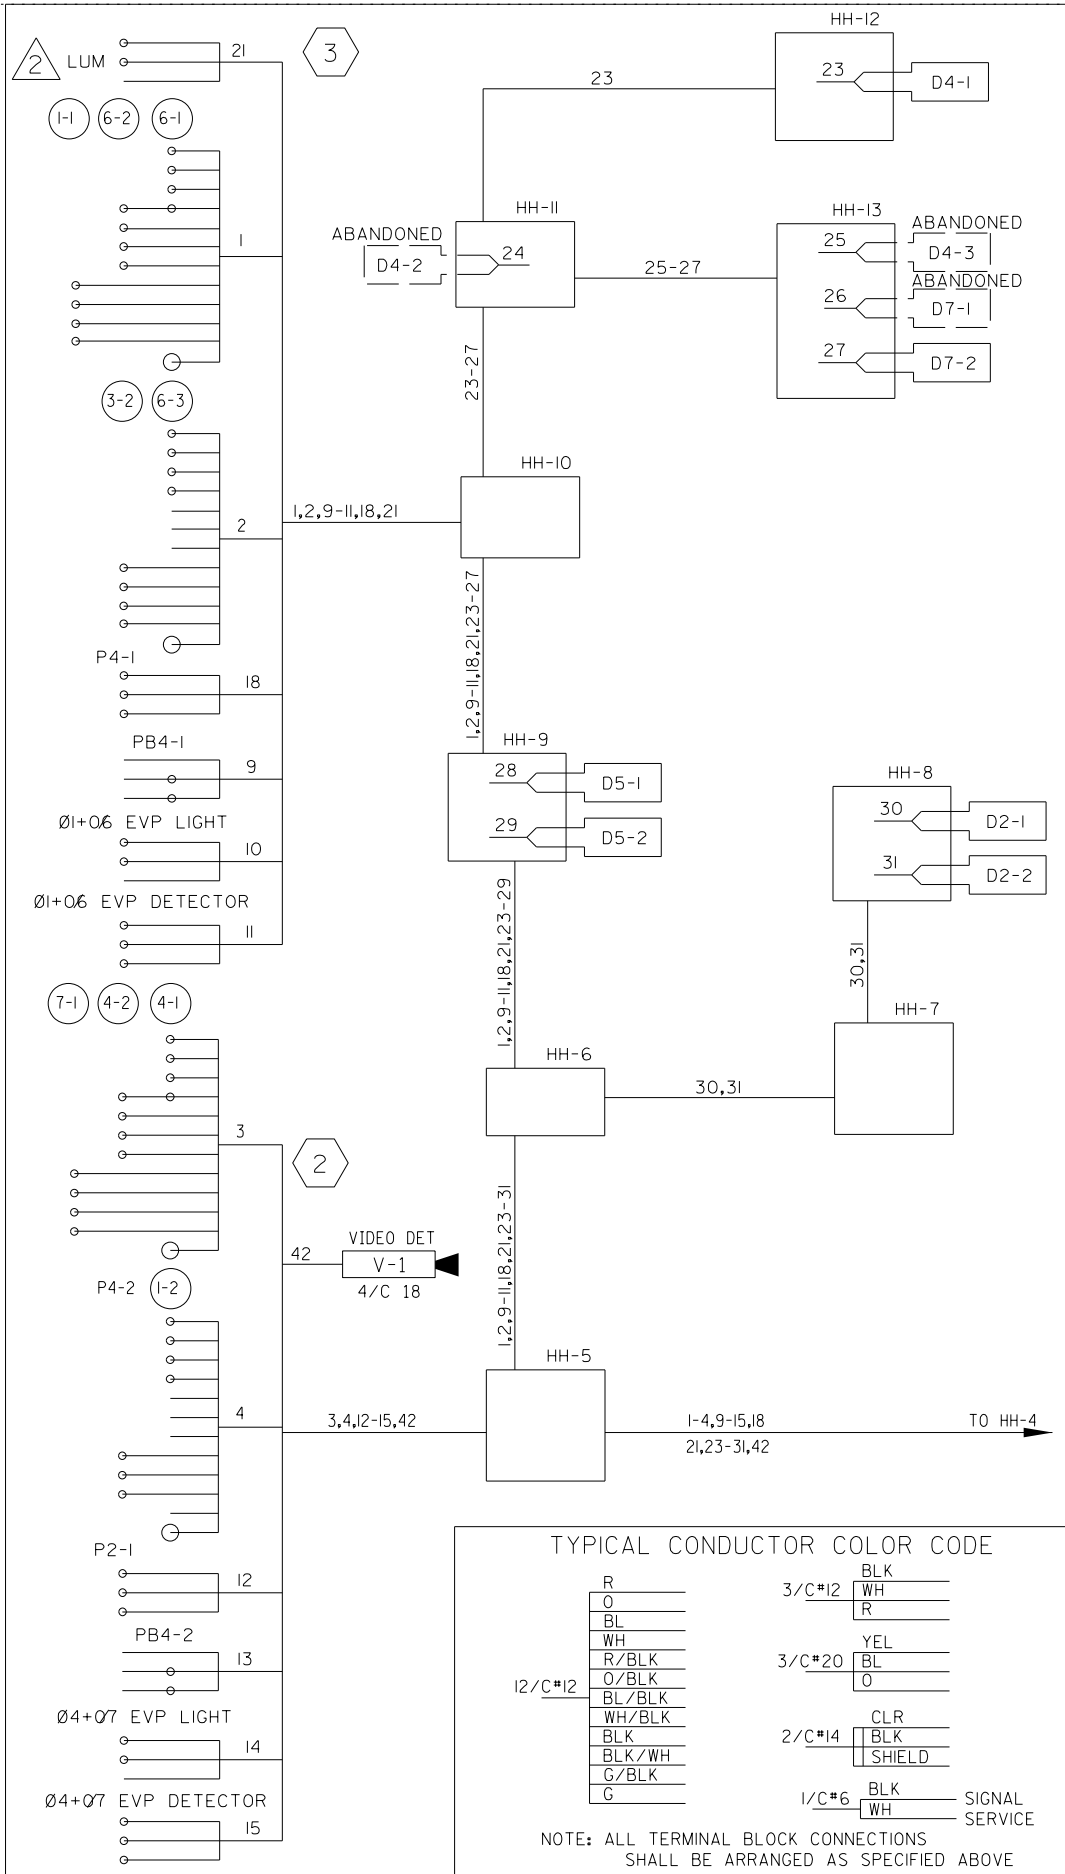 2 LUM 21
3
1-1 6-2 6-1
1
3-2 6-3
2
1,2,9-11,18,21
P4-1
18
PB4-1
9
Ø1+Ø6 EVP LIGHT
10
Ø1+Ø6 EVP DETECTOR
11
7-1 4-2 4-1
3
2
42
VIDEO DET
V-1
4/C 18
P4-2 1-2
4
3,4,12-15,42
P2-1
12
PB4-2
13
Ø4+Ø7 EVP LIGHT
14
Ø4+Ø7 EVP DETECTOR
15
HH-12
23
23
D4-1
HH-11
ABANDONED
D4-2
24
25-27
HH-13
25
ABANDONED
D4-3
26
ABANDONED
D7-1
27
D7-2
23-27
HH-10
1,2,9-11,18,21,23-27
HH-9
28
D5-1
29
D5-2
HH-8
30
D2-1
31
D2-2
1,2,9-11,18,21,23-29
30,31
HH-7
HH-6
30,31
1,2,9-11,18,21,23-31
HH-5
1-4,9-15,18
21,23-31,42
TO HH-4
TYPICAL CONDUCTOR COLOR CODE
12/C#12
R
O
BL
WH
R/BLK
O/BLK
BL/BLK
WH/BLK
BLK
BLK/WH
G/BLK
G
3/C#12
BLK
WH
R
3/C#20
YEL
BL
O
2/C#14
CLR
BLK
SHIELD
1/C#6
BLK
WH
SIGNAL
SERVICE
NOTE: ALL TERMINAL BLOCK CONNECTIONS
SHALL BE ARRANGED AS SPECIFIED ABOVE